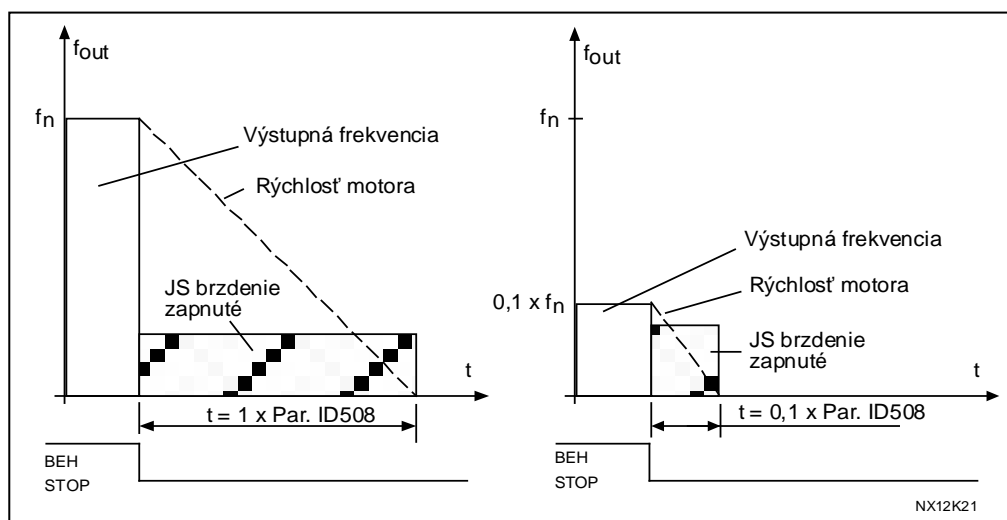 fout
fn
Výstupná frekvencia
Rýchlosť motora
JS brzdenie
zapnuté
t
t = 1 x Par. ID508
BEH
STOP
fout
fn
Výstupná frekvencia
Rýchlosť motora
0,1 x fn
JS brzdenie
zapnuté
t
t = 0,1 x Par. ID508
BEH
STOP
NX12K21